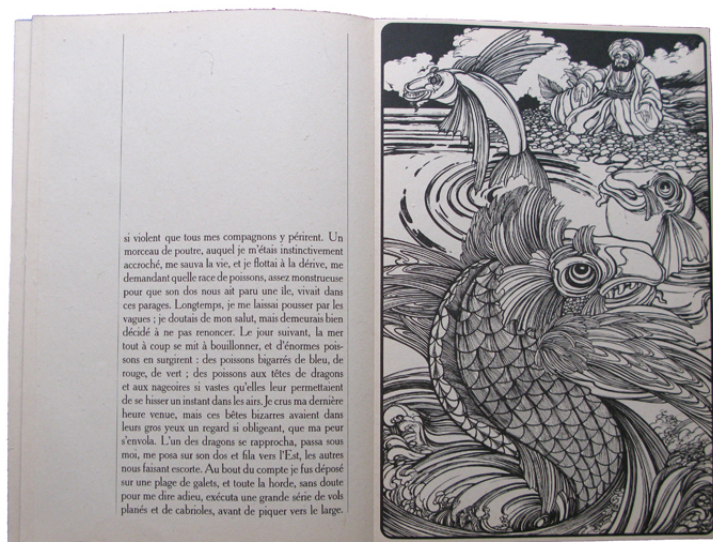 si violent que tous mes compagnons y périrent. Un
morceau de poutre, auquel je m'étais instinctivement
accroché, me sauva la vie, et je flottai à la dérive, me
demandant quelle race de poissons, assez monstrueuse
pour que son dos nous ait paru une île, vivait dans
ces parages. Longtemps, je me laissai pousser par les
vagues ; je doutais de mon salut, mais demeurais bien
décidé à ne pas renoncer. Le jour suivant, la mer
tout à coup se mit à bouillonner, et d'énormes pois-
sons en surgirent : des poissons bigarrés de bleu, de
rouge, de vert ; des poissons aux têtes de dragons
et aux nageoires si vastes qu'elles leur permettaient
de se hisser un instant dans les airs. Je crus ma dernière
heure venue, mais ces bêtes bizarres avaient dans
leurs gros yeux un regard si obligeant, que ma peur
s'envola. L'un des dragons se rapprocha, passa sous
moi, me posa sur son dos et fila vers l'Est, les autres
nous faisant escorte. Au bout du compte je fus déposé
sur une plage de galets, et toute la horde, sans doute
pour me dire adieu, exécuta une grande série de vols
planés et de cabrioles, avant de piquer vers le large.